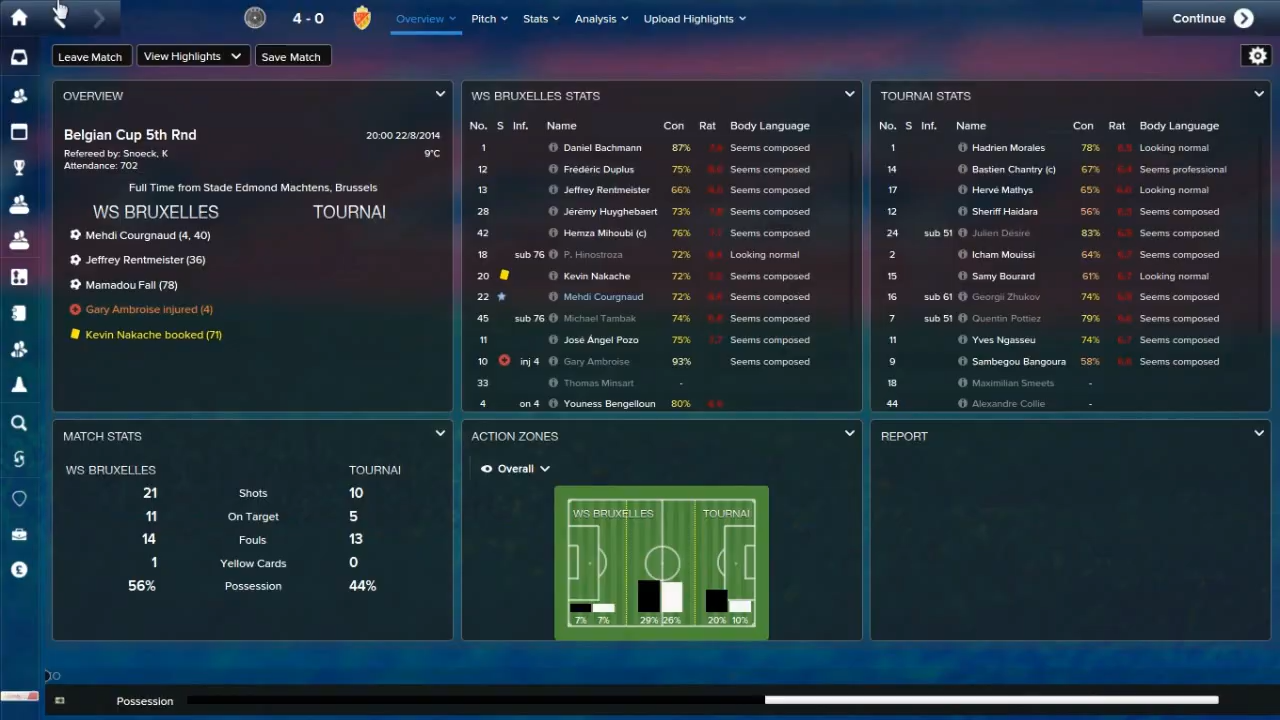 4 - 0
Overview
Pitch
Stats
Analysis
Upload Highlights
Continue
Leave Match
View Highlights
Save Match
OVERVIEW
Belgian Cup 5th Rnd
20:00 22/8/2014
Refereed by: Snoeck, K
9°C
Attendance: 702
Full Time from Stade Edmond Machtens, Brussels
WS BRUXELLES TOURNAI
Mehdi Courgnaud (4, 40)
Jeffrey Rentmeister (36)
Mamadou Fall (78)
Gary Ambroise injured (4)
Kevin Nakache booked (71)
WS BRUXELLES STATS
No. S Inf. Name Con Rat Body Language
1 Daniel Bachmann 87% Seems composed
12 Frédéric Duplus 75% Seems composed
13 Jeffrey Rentmeister 66% Seems composed
28 Jérémy Huyghebaert 73% Seems composed
42 Hemza Mihoubi (c) 76% Seems composed
18 sub 76 P. Hinostroza 72% Looking normal
20 Kevin Nakache 72% Seems composed
22 Mehdi Courgnaud 72% Seems composed
45 sub 76 Michael Tambak 74% Seems composed
11 José Ángel Pozo 75% Seems composed
10 inj 4 Gary Ambroise 93% Seems composed
33 Thomas Minsart -
4 on 4 Youness Bengelloun 80%
TOURNAI STATS
No. S Inf. Name Con Rat Body Language
1 Hadrien Morales 78% Looking normal
14 Bastien Chantry (c) 67% Seems professional
17 Hervé Mathys 65% Looking normal
12 Sheriff Haidara 56% Seems composed
24 sub 51 Julien Désiré 83% Seems composed
2 Icham Mouissi 64% Seems composed
15 Samy Bourard 61% Looking normal
16 sub 61 Georgii Zhukov 74% Seems composed
7 sub 51 Quentin Pottiez 79% Seems composed
11 Yves Ngasseu 74% Seems composed
9 Sambegou Bangoura 58% Seems composed
18 Maximilian Smeets -
44 Alexandre Collie -
MATCH STATS
WS BRUXELLES TOURNAI
21 Shots 10
11 On Target 5
14 Fouls 13
1 Yellow Cards 0
56% Possession 44%
ACTION ZONES
Overall
WS BRUXELLES TOURNAI
7% 7% 29% 26% 20% 10%
REPORT
Possession